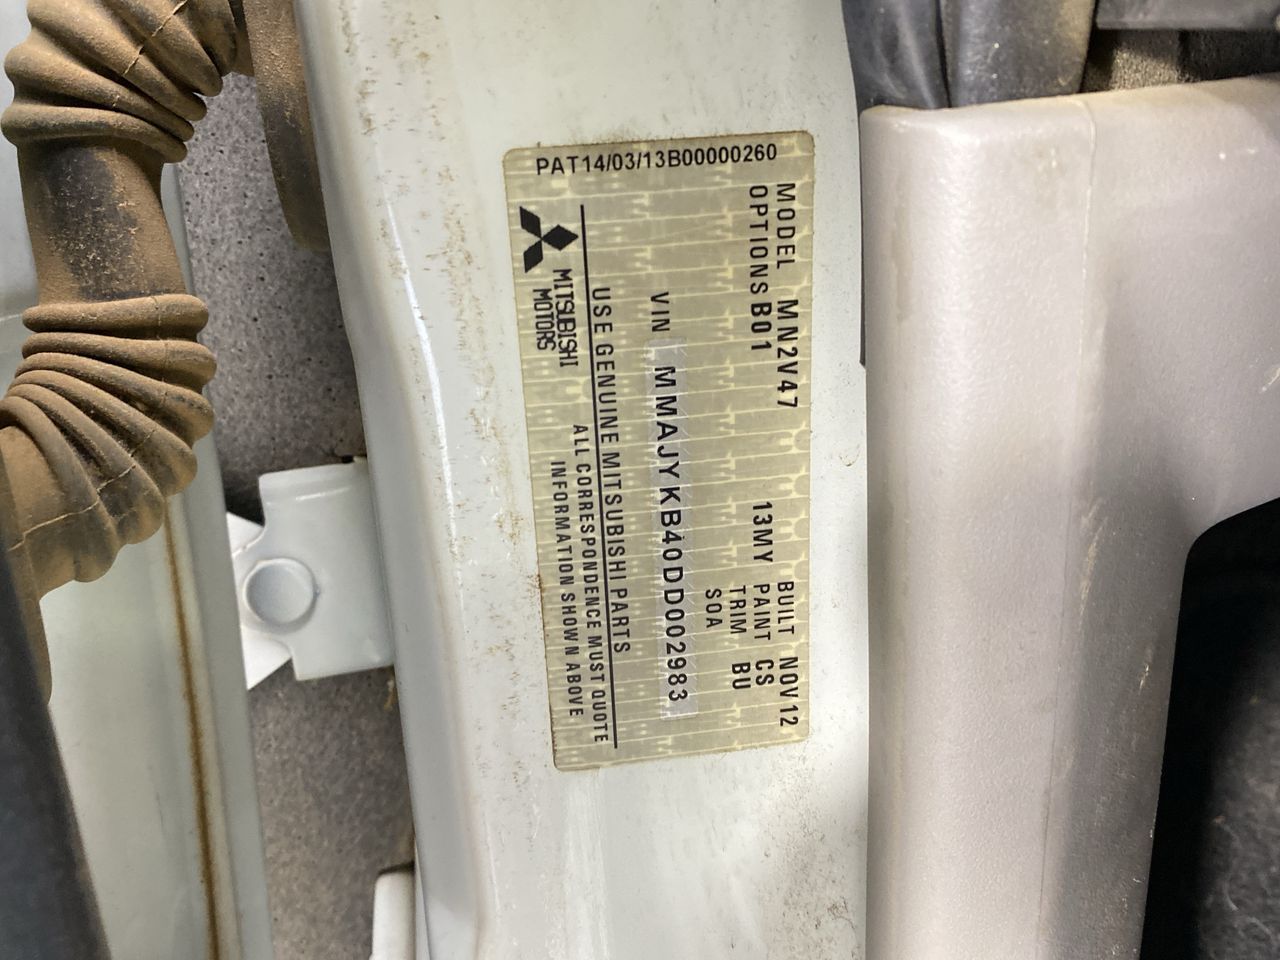 PAT14/03/13B00000260
MODEL MN2V47
OPTIONS B01
13MY
BUILT NOV12
PAINT CS
TRIM BU
SOA
VIN MMAJYKB40DD002983
USE GENUINE MITSUBISHI PARTS
MITSUBISHI
MOTORS
ALL CORRESPONDENCE MUST QUOTE
INFORMATION SHOWN ABOVE